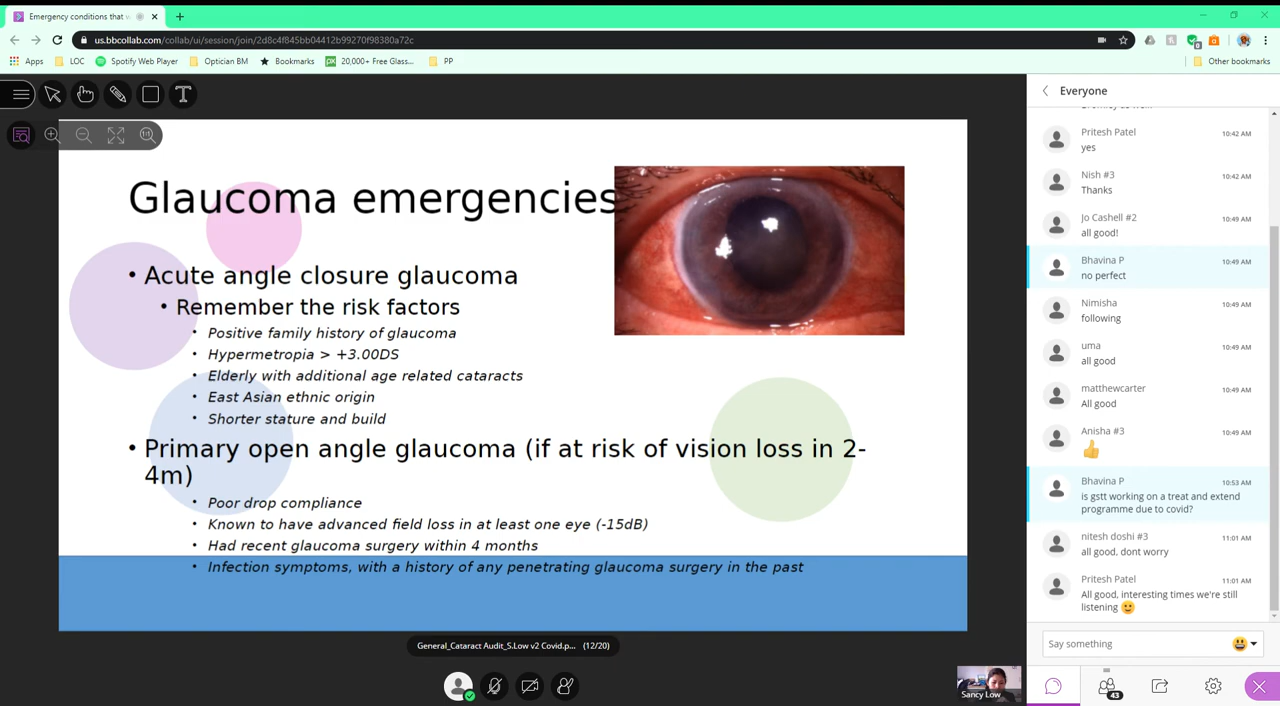 Emergency conditions that
us.bbcollab.com/collab/ui/session/join/2d8c4f845bb04412b99270f98380a72c
Apps LOC Spotify Web Player Optician BM Bookmarks 20,000+ Free Glass... PP Other bookmarks
Glaucoma emergencies
• Acute angle closure glaucoma
• Remember the risk factors
• Positive family history of glaucoma
• Hypermetropia > +3.00DS
• Elderly with additional age related cataracts
• East Asian ethnic origin
• Shorter stature and build
• Primary open angle glaucoma (if at risk of vision loss in 2-
4m)
• Poor drop compliance
• Known to have advanced field loss in at least one eye (-15dB)
• Had recent glaucoma surgery within 4 months
• Infection symptoms, with a history of any penetrating glaucoma surgery in the past
General_Cataract Audit_S.Low v2 Covid.p... (12/20)
Sancy Low
Everyone
Pritesh Patel 10:42 AM
yes
Nish #3 10:42 AM
Thanks
Jo Cashell #2 10:49 AM
all good!
Bhavina P 10:49 AM
no perfect
Nimisha 10:49 AM
following
uma 10:49 AM
all good
matthewcarter 10:49 AM
All good
Anisha #3 10:49 AM
👍
Bhavina P 10:53 AM
is gstt working on a treat and extend
programme due to covid?
nitesh doshi #3 11:01 AM
all good, dont worry
Pritesh Patel 11:01 AM
All good, interesting times we're still
listening 🙂
Say something
43